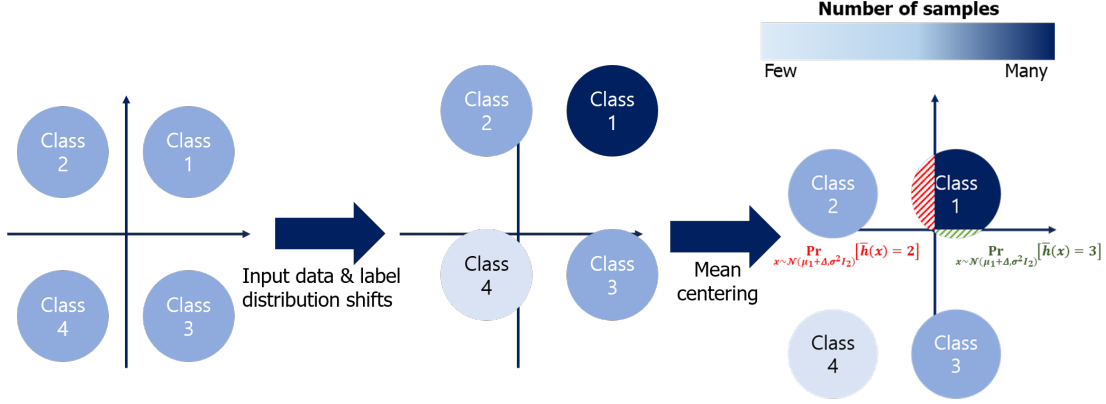 Number of samples
Few
Many
Class
2
Class
1
Class
4
Class
3
Input data & label
distribution shifts
Class
2
Class
1
Class
4
Class
3
Mean
centering
Class
2
Class
1
Pr
x∼𝒩(μ₁+Δ,σ²I₂)
[h̅(x) = 2]
Pr
x∼𝒩(μ₁+Δ,σ²I₂)
[h̅(x) = 3]
Class
4
Class
3